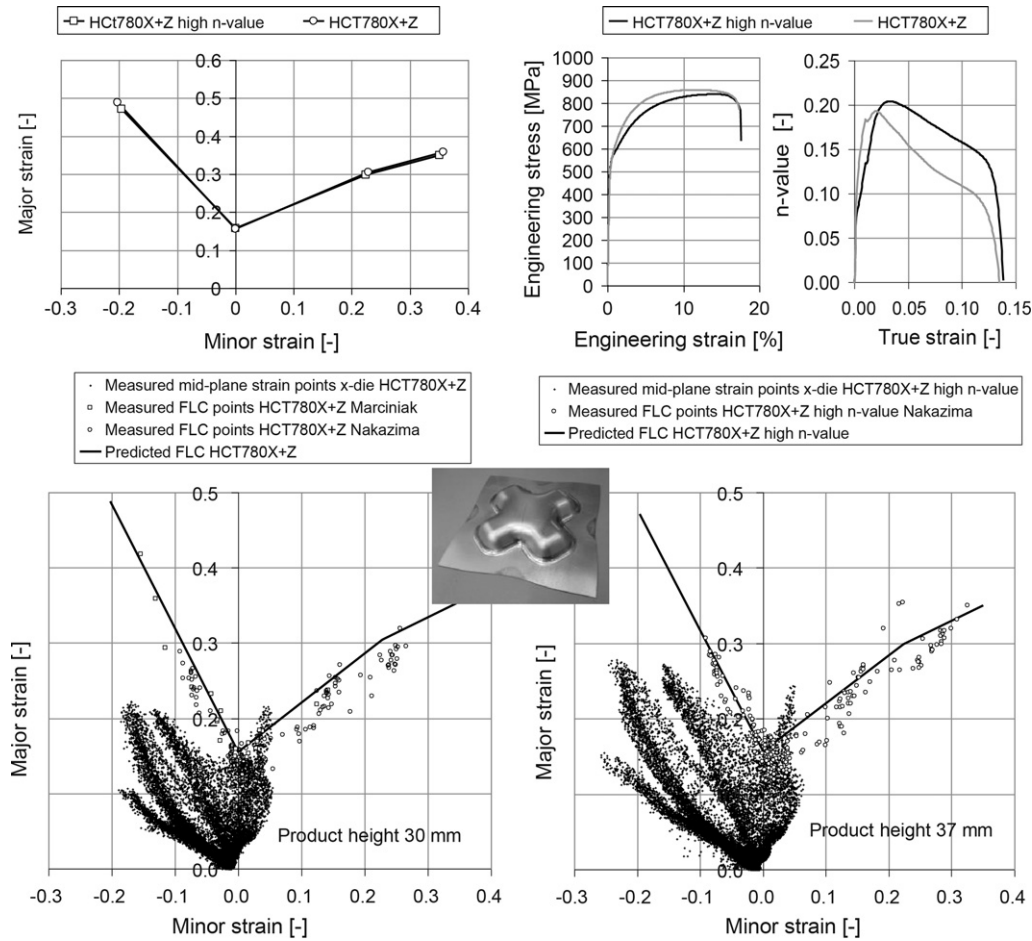 HCt780X+Z high n-value
HCT780X+Z
0.6
0.5
0.4
0.3
0.2
0.1
0
-0.3
-0.2
-0.1
0
0.1
0.2
0.3
0.4
Major strain [-]
Minor strain [-]
HCT780X+Z high n-value
HCT780X+Z
1000
900
800
700
600
500
400
300
200
100
0
0
10
20
Engineering stress [MPa]
Engineering strain [%]
0.25
0.20
0.15
0.10
0.05
0.00
0.00
0.05
0.10
0.15
n-value [-]
True strain [-]
Measured mid-plane strain points x-die HCT780X+Z
Measured FLC points HCT780X+Z Marciniak
Measured FLC points HCT780X+Z Nakazima
Predicted FLC HCT780X+Z
0.5
0.4
0.3
0.2
0.1
0.0
-0.3
-0.2
-0.1
0.0
0.1
0.2
0.3
0.4
Major strain [-]
Minor strain [-]
Product height 30 mm
Measured mid-plane strain points x-die HCT780X+Z high n-value
Measured FLC points HCT780X+Z high n-value Nakazima
Predicted FLC HCT780X+Z high n-value
0.5
0.4
0.3
0.2
0.1
0.0
-0.3
-0.2
-0.1
0.0
0.1
0.2
0.3
0.4
Major strain [-]
Minor strain [-]
Product height 37 mm